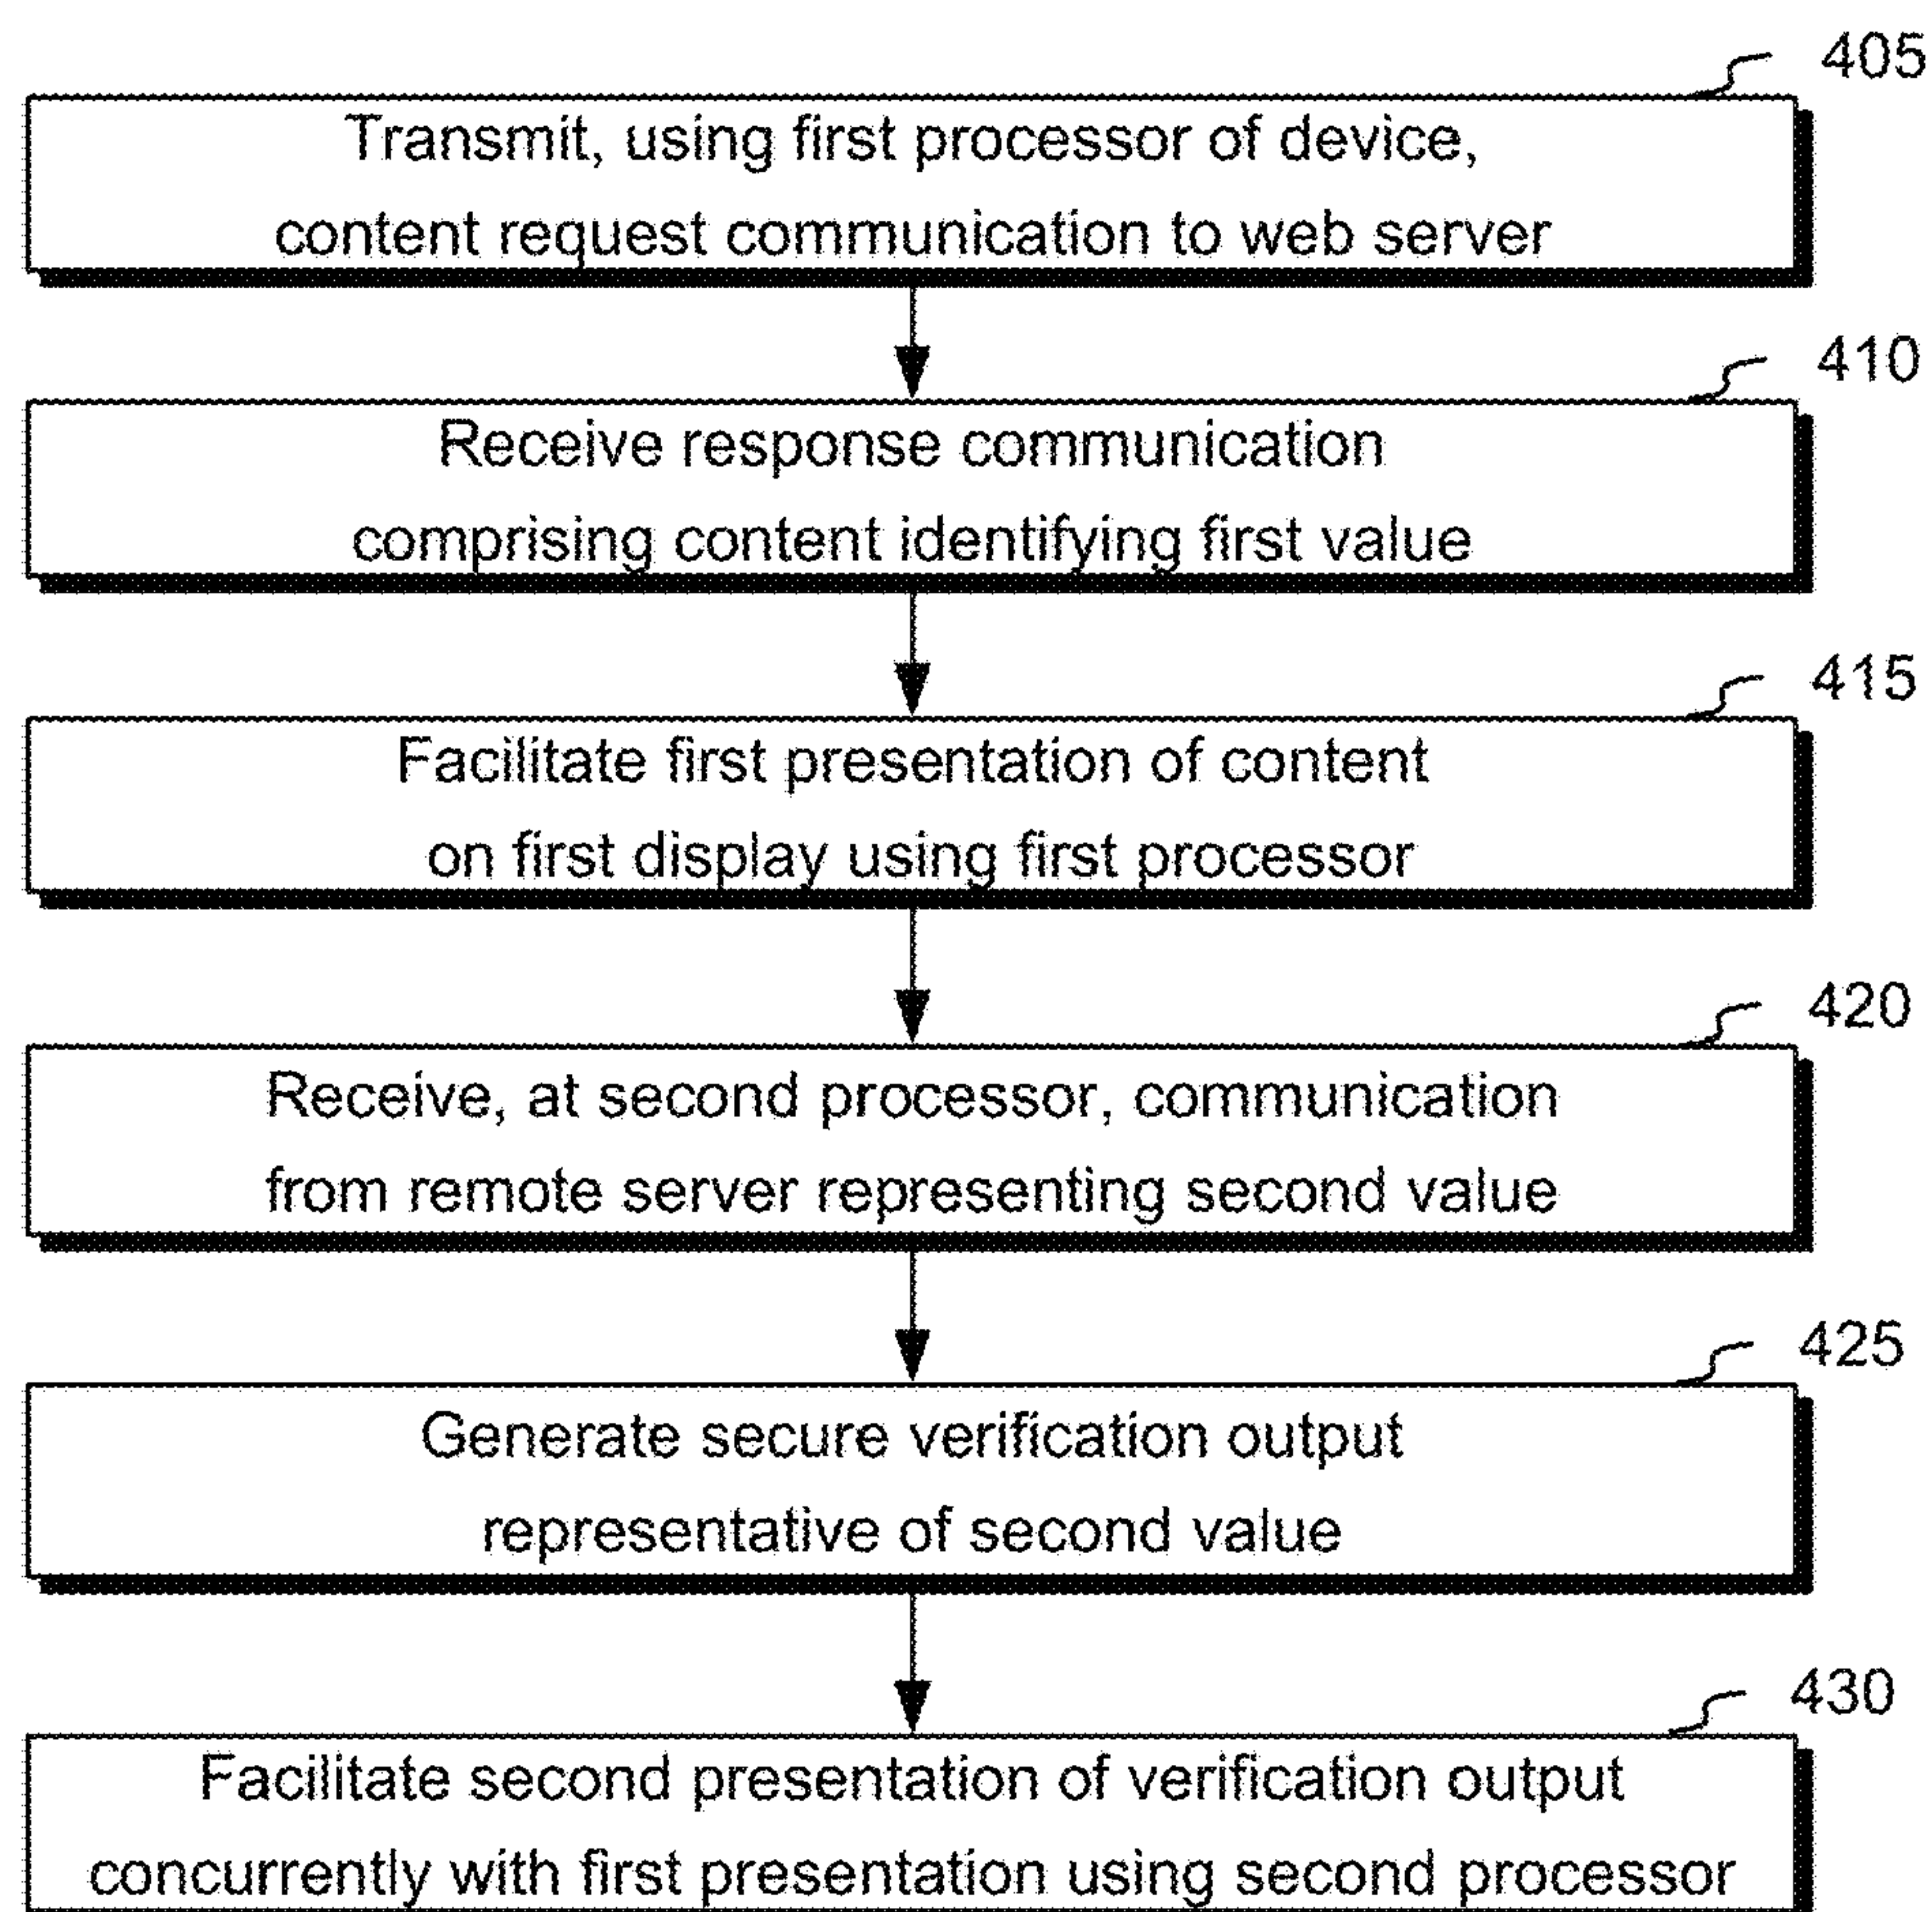 405
Transmit, using first processor of device,
content request communication to web server
410
Receive response communication
comprising content identifying first value
415
Facilitate first presentation of content
on first display using first processor
420
Receive, at second processor, communication
from remote server representing second value
425
Generate secure verification output
representative of second value
430
Facilitate second presentation of verification output
concurrently with first presentation using second processor